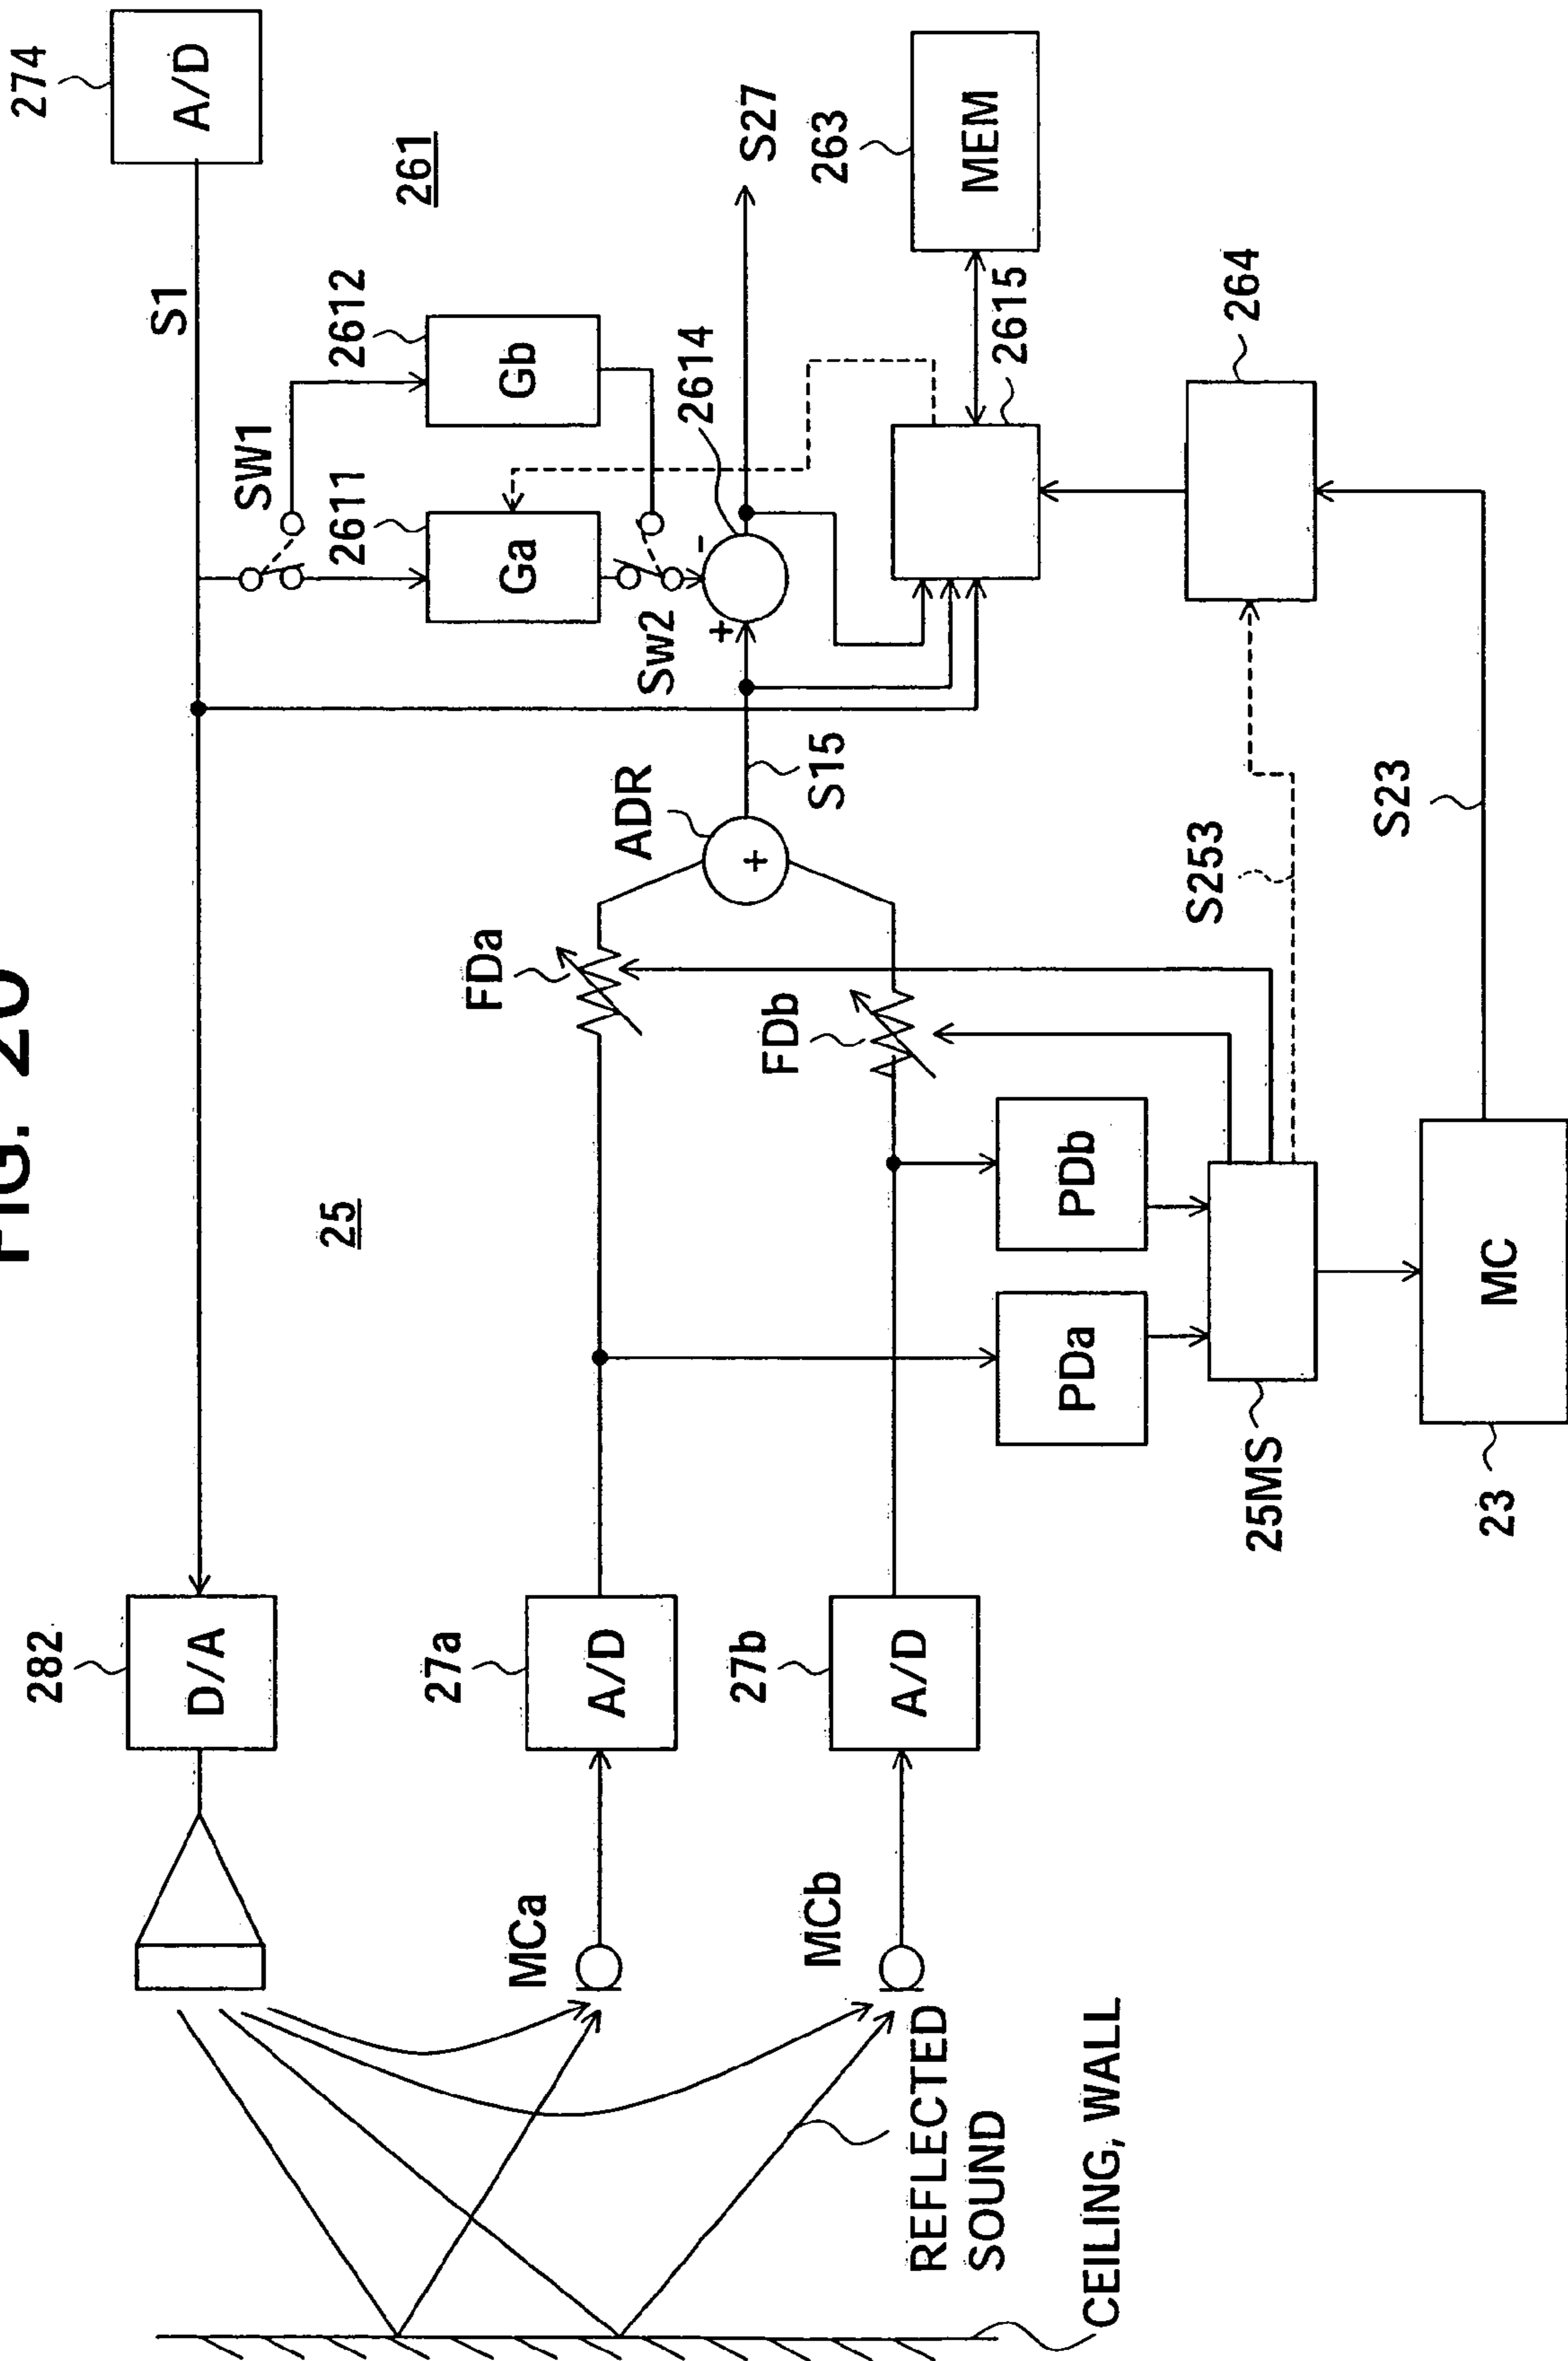 FIG. 20
282
D/A
S1
274
A/D
261
SW1
2611
Ga
2612
Gb
Sw2
2614
+
-
S27
25
27a
A/D
MCa
FDa
ADR
+
S15
27b
A/D
MCb
FDb
263
MEM
2615
REFLECTED
SOUND
PDa
PDb
CEILING, WALL
25MS
S253
264
23
MC
S23